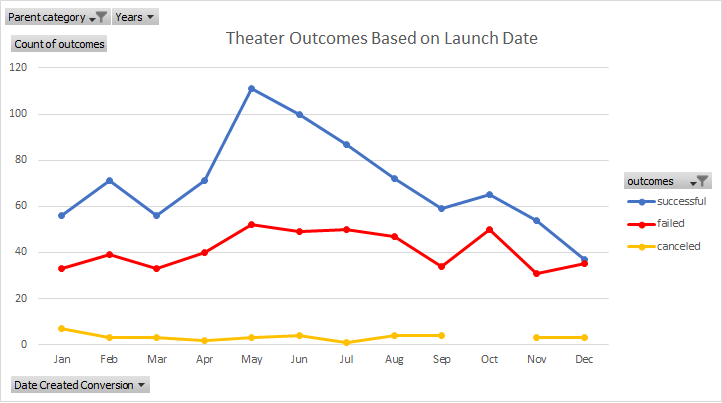 Parent category Years
Count of outcomes
Theater Outcomes Based on Launch Date
120
100
80
60
40
20
0
Jan Feb Mar Apr May Jun Jul Aug Sep Oct Nov Dec
outcomes
successful
failed
canceled
Date Created Conversion